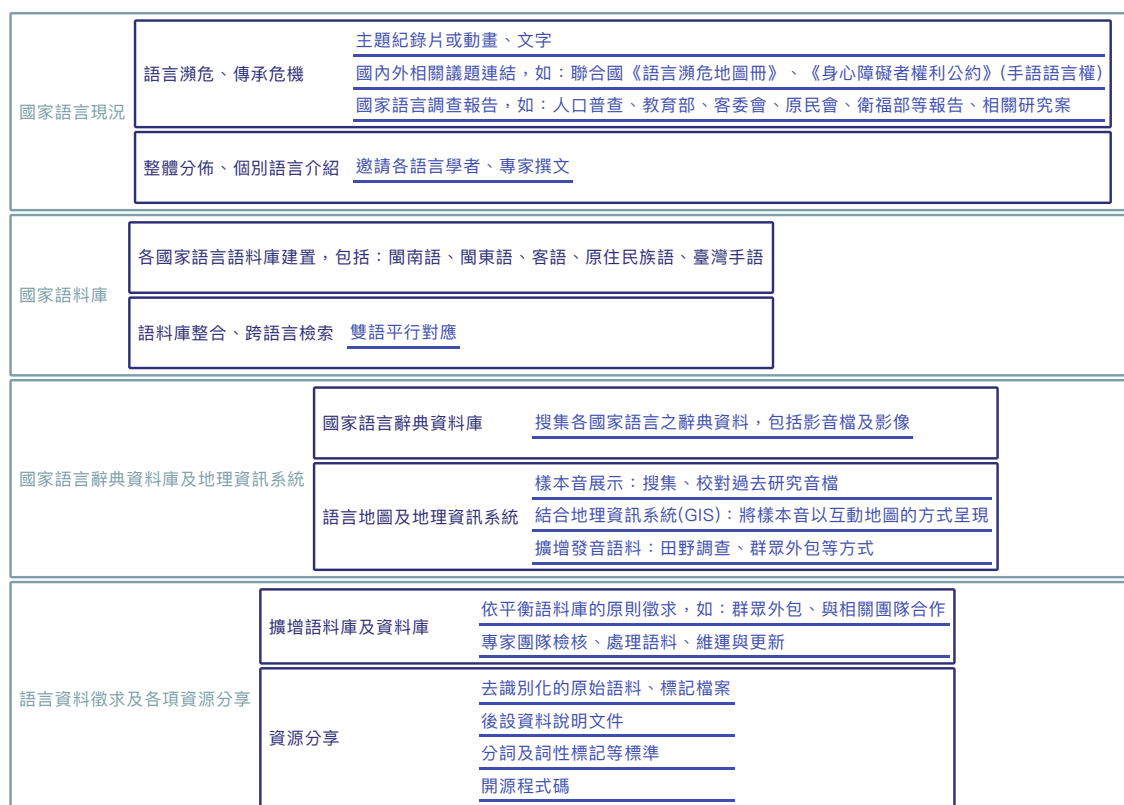 國家語言現況
語言瀕危、傳承危機
主題紀錄片或動畫、文字
國內外相關議題連結，如：聯合國《語言瀕危地圖冊》、《身心障礙者權利公約》(手語語言權)
國家語言調查報告，如：人口普查、教育部、客委會、原民會、衛福部等報告、相關研究案
整體分佈、個別語言介紹
邀請各語言學者、專家撰文
國家語料庫
各國家語言語料庫建置，包括：閩南語、閩東語、客語、原住民族語、臺灣手語
語料庫整合、跨語言檢索
雙語平行對應
國家語言辭典資料庫及地理資訊系統
國家語言辭典資料庫
搜集各國家語言之辭典資料，包括影音檔及影像
語言地圖及地理資訊系統
樣本音展示：搜集、校對過去研究音檔
結合地理資訊系統(GIS)：將樣本音以互動地圖的方式呈現
擴增發音語料：田野調查、群眾外包等方式
語言資料徵求及各項資源分享
擴增語料庫及資料庫
依平衡語料庫的原則徵求，如：群眾外包、與相關團隊合作
專家團隊檢核、處理語料、維運與更新
資源分享
去識別化的原始語料、標記檔案
後設資料說明文件
分詞及詞性標記等標準
開源程式碼